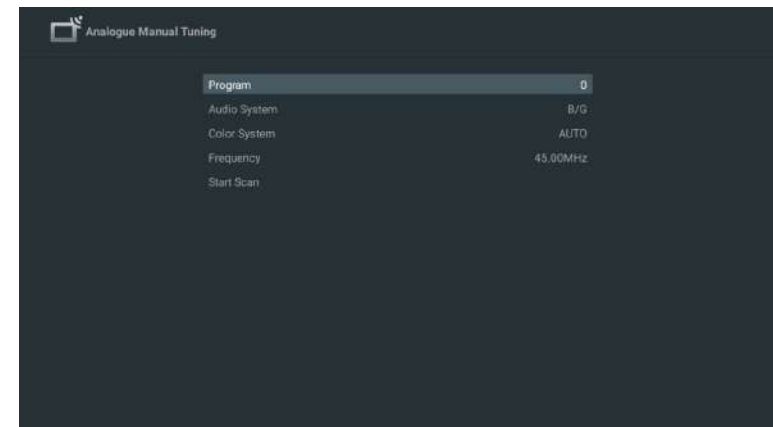 Analogue Manual Tuning
Program 0
Audio System B/G
Color System AUTO
Frequency 45.00MHz
Start Scan